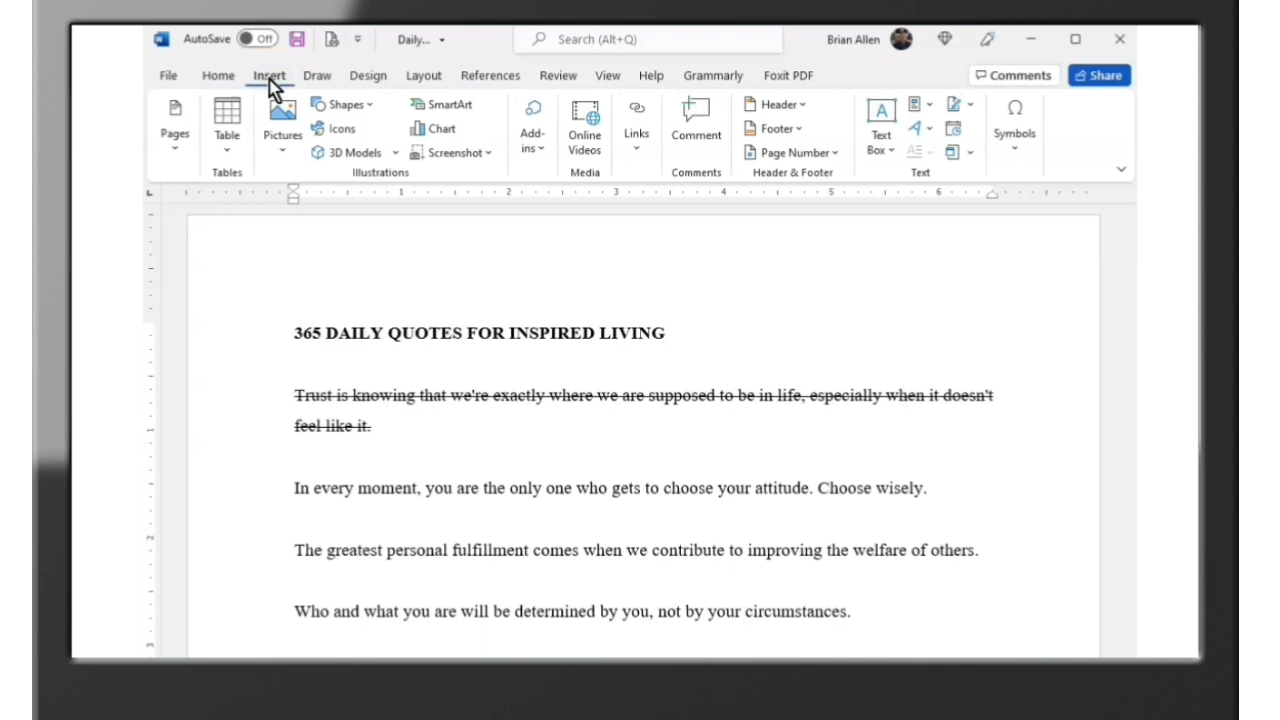 AutoSave Off Daily... Search (Alt+Q) Brian Allen
File Home Insert Draw Design Layout References Review View Help Grammarly Foxit PDF Comments Share
Pages Table Pictures Shapes Icons 3D Models SmartArt Chart Screenshot Add-ins Online Videos Links Comment Header Footer Page Number Text Box Symbols
Tables Illustrations Media Comments Header & Footer Text
1 2 3 4 5 6
365 DAILY QUOTES FOR INSPIRED LIVING
Trust is knowing that we're exactly where we are supposed to be in life, especially when it doesn't
feel like it.
In every moment, you are the only one who gets to choose your attitude. Choose wisely.
The greatest personal fulfillment comes when we contribute to improving the welfare of others.
Who and what you are will be determined by you, not by your circumstances.